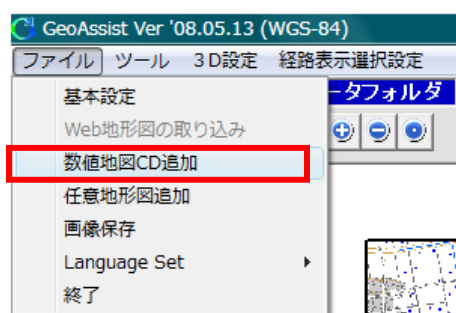 GeoAssist Ver '08.05.13 (WGS-84)
ファイル ツール 3D設定 経路表示選択設定
ータフォルダ
基本設定
Web地形図の取り込み
数値地図CD追加
任意地形図追加
画像保存
Language Set
終了